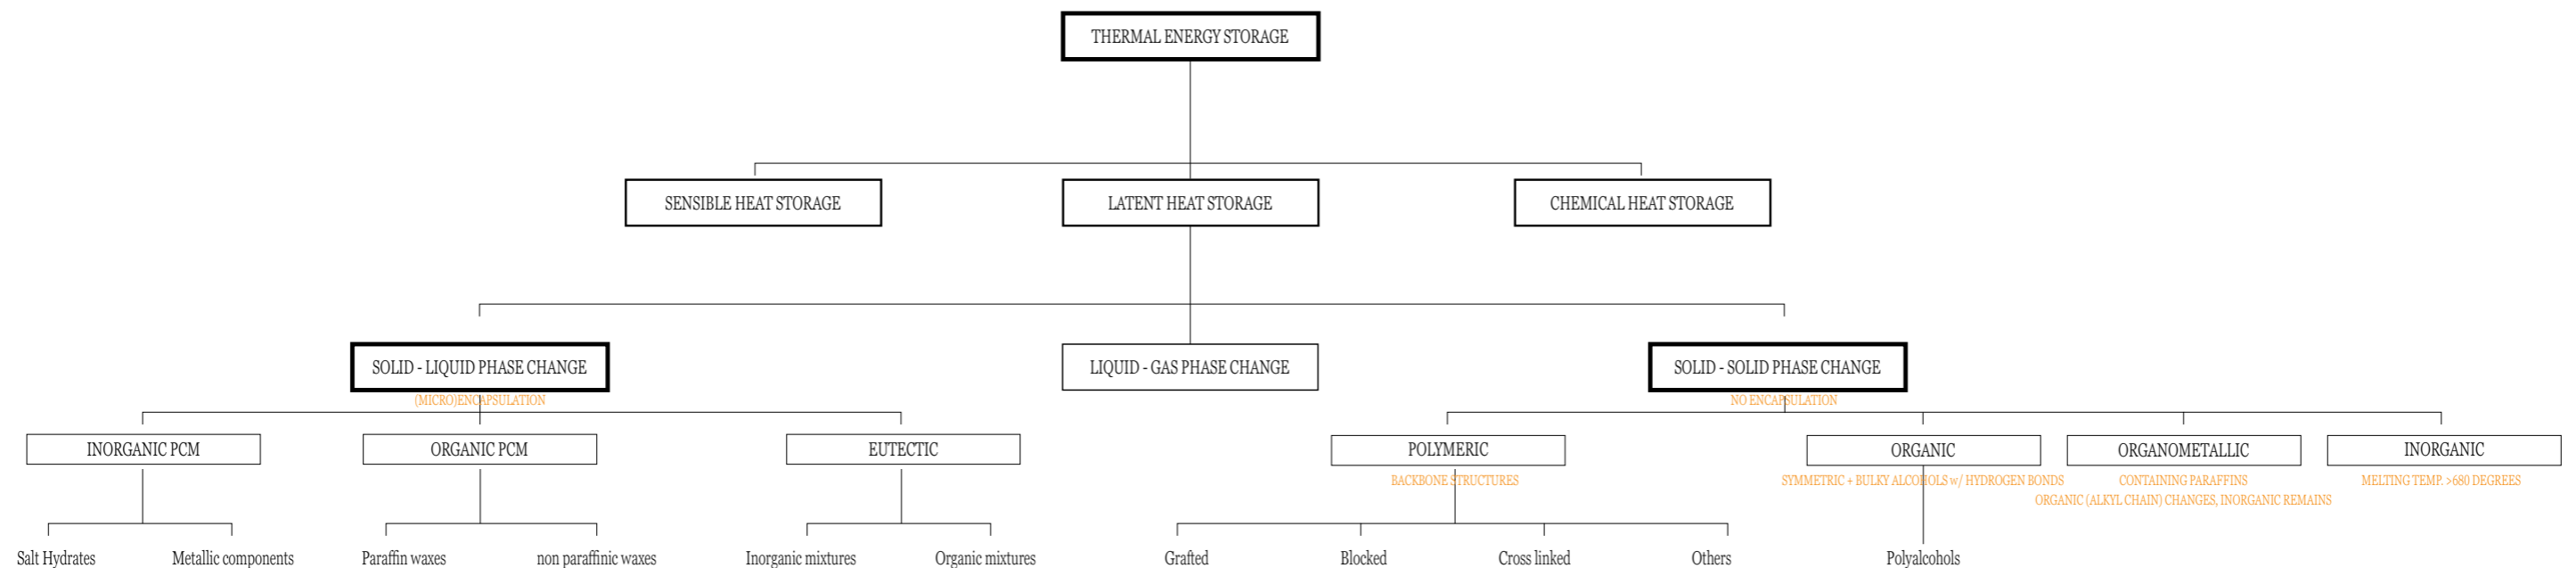 THERMAL ENERGY STORAGE
SENSIBLE HEAT STORAGE
LATENT HEAT STORAGE
CHEMICAL HEAT STORAGE
SOLID - LIQUID PHASE CHANGE
LIQUID - GAS PHASE CHANGE
SOLID - SOLID PHASE CHANGE
(MICRO)ENCAPSULATION
NO ENCAPSULATION
INORGANIC PCM
ORGANIC PCM
EUTECTIC
POLYMERIC
ORGANIC
ORGANOMETALLIC
INORGANIC
BACKBONE STRUCTURES
SYMMETRIC + BULKY ALCOHOLS w/ HYDROGEN BONDS
CONTAINING PARAFFINS
MELTING TEMP. >680 DEGREES
ORGANIC (ALKYL CHAIN) CHANGES, INORGANIC REMAINS
Salt Hydrates
Metallic components
Paraffin waxes
non paraffinic waxes
Inorganic mixtures
Organic mixtures
Grafted
Blocked
Cross linked
Others
Polyalcohols